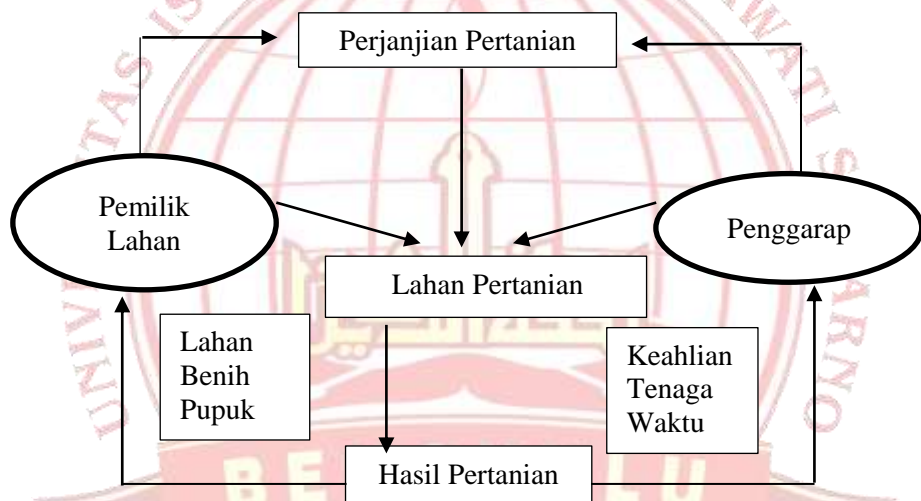 Perjanjian Pertanian
Pemilik
Lahan
Penggarap
Lahan Pertanian
Lahan
Benih
Pupuk
Keahlian
Tenaga
Waktu
Hasil Pertanian